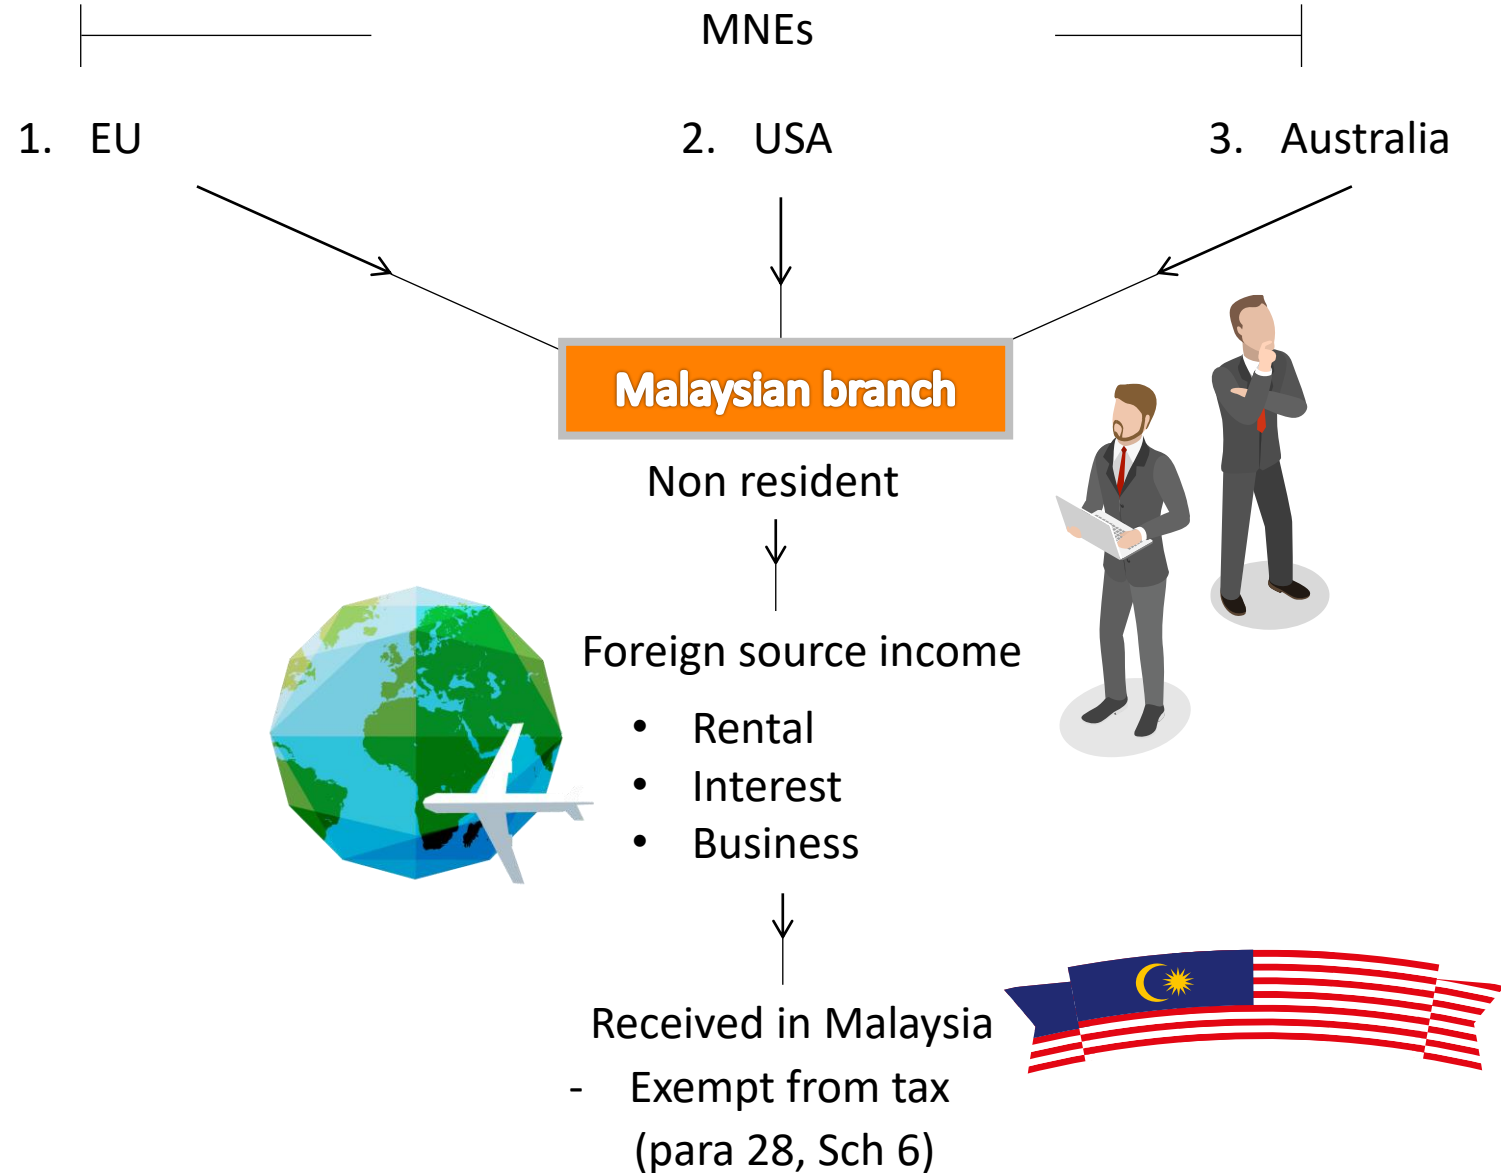 MNEs
1. EU
2. USA
3. Australia
Malaysian branch
Non resident
Foreign source income
• Rental
• Interest
• Business
Received in Malaysia
- Exempt from tax
(para 28, Sch 6)